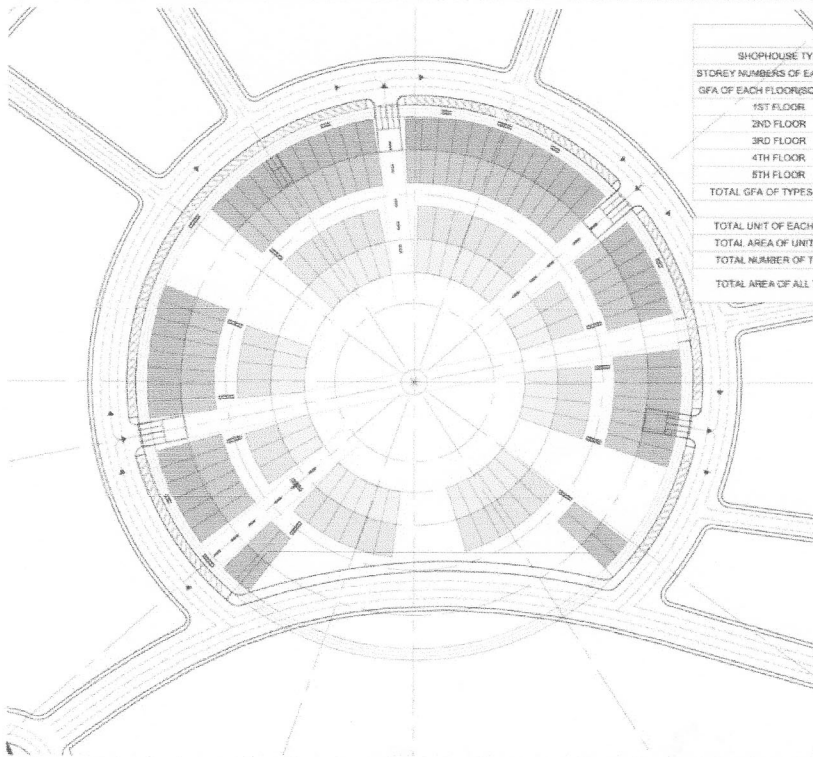 SHOPHOUSE TY
STOREY NUMBERS OF EA
GFA OF EACH FLOOR(SQ
1ST FLOOR
2ND FLOOR
3RD FLOOR
4TH FLOOR
5TH FLOOR
TOTAL GFA OF TYPES
TOTAL UNIT OF EACH
TOTAL AREA OF UNIT
TOTAL NUMBER OF T
TOTAL AREA OF ALL